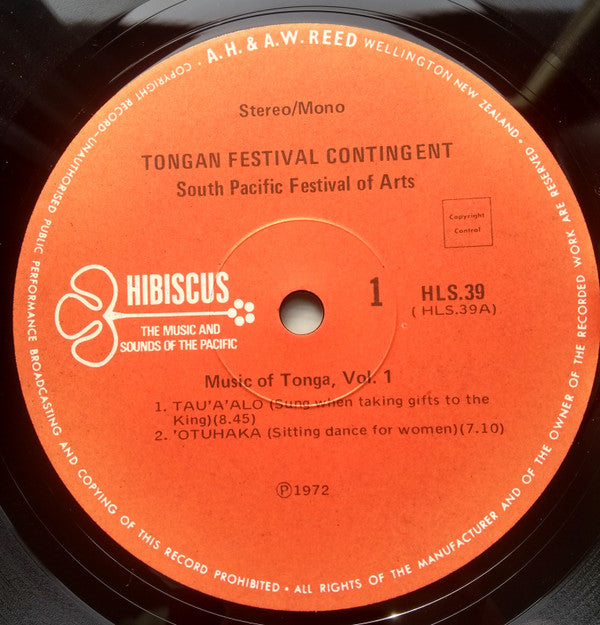 COPYRIGHT RECORD-UNAUTHORISED PUBLIC PERFORMANCE BROADCASTING AND COPYING OF THIS RECORD PROHIBITED • ALL RIGHTS OF THE MANUFACTURER AND OF THE OWNER OF THE RECORDED WORK ARE RESERVED.
· A.H. & A.W. REED WELLINGTON NEW ZEALAND ·
Stereo/Mono
TONGAN FESTIVAL CONTINGENT
South Pacific Festival of Arts
Copyright
Control
HIBISCUS
THE MUSIC AND
SOUNDS OF THE PACIFIC
1
HLS.39
(HLS.39A)
Music of Tonga, Vol. 1
1. TAU'A'ALO (Sung when taking gifts to the
King)(8.45)
2. 'OTUHAKA (Sitting dance for women)(7.10)
Ⓟ1972